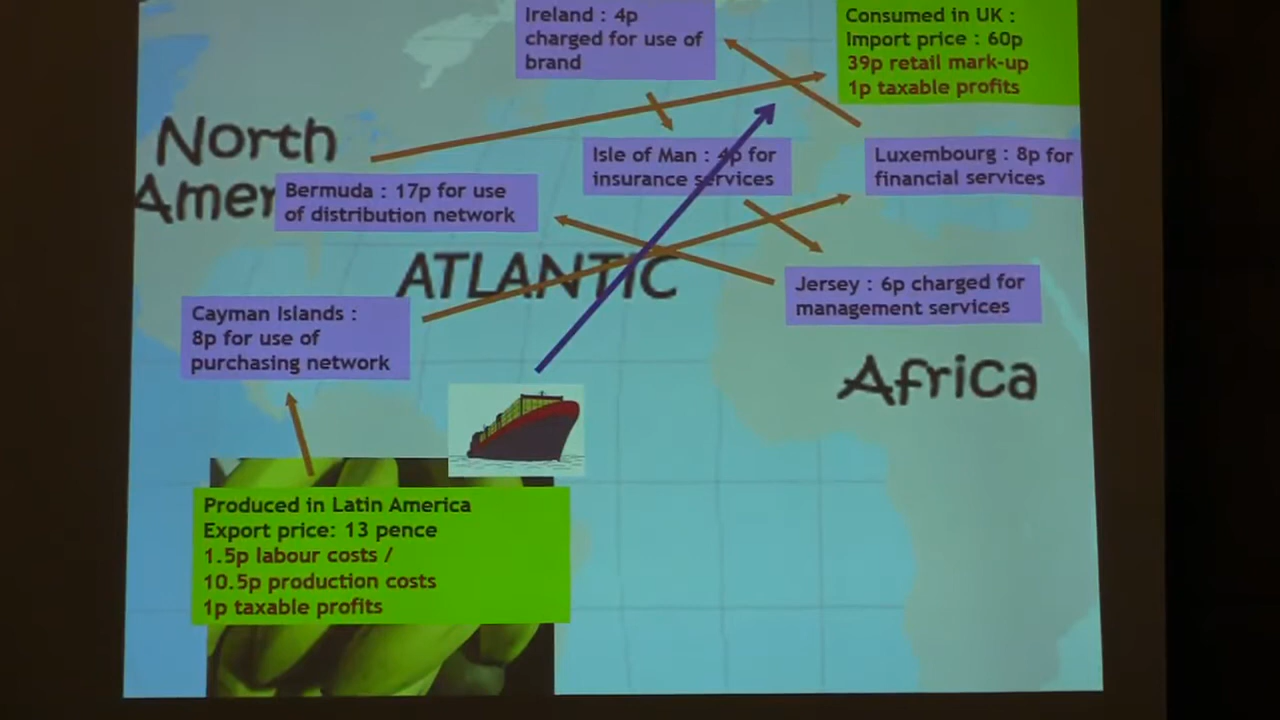 Ireland : 4p
charged for use of
brand
Consumed in UK :
Import price : 60p
39p retail mark-up
1p taxable profits
North
Amer
Isle of Man : 4p for
insurance services
Luxembourg : 8p for
financial services
Bermuda : 17p for use
of distribution network
ATLANTIC
Jersey : 6p charged for
management services
Cayman Islands :
8p for use of
purchasing network
Africa
Produced in Latin America
Export price: 13 pence
1.5p labour costs /
10.5p production costs
1p taxable profits